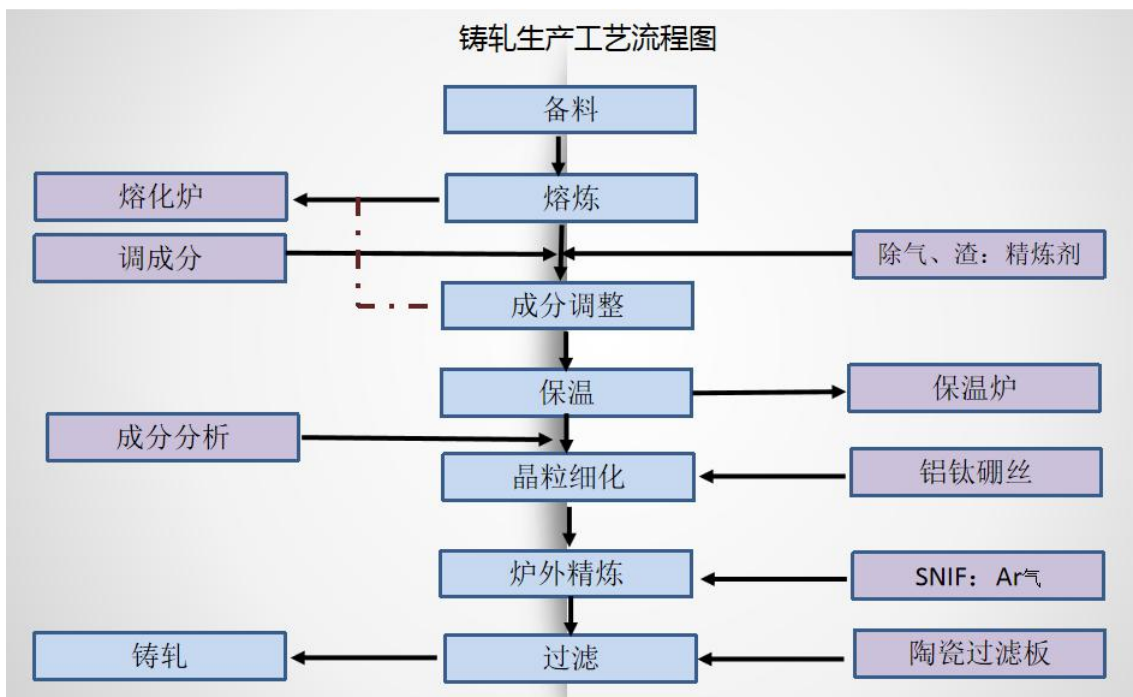 铸轧生产工艺流程图
备料
熔化炉
熔炼
调成分
除气、渣：精炼剂
成分调整
保温
保温炉
成分分析
晶粒细化
铝钛硼丝
炉外精炼
SNIF：Ar气
铸轧
过滤
陶瓷过滤板